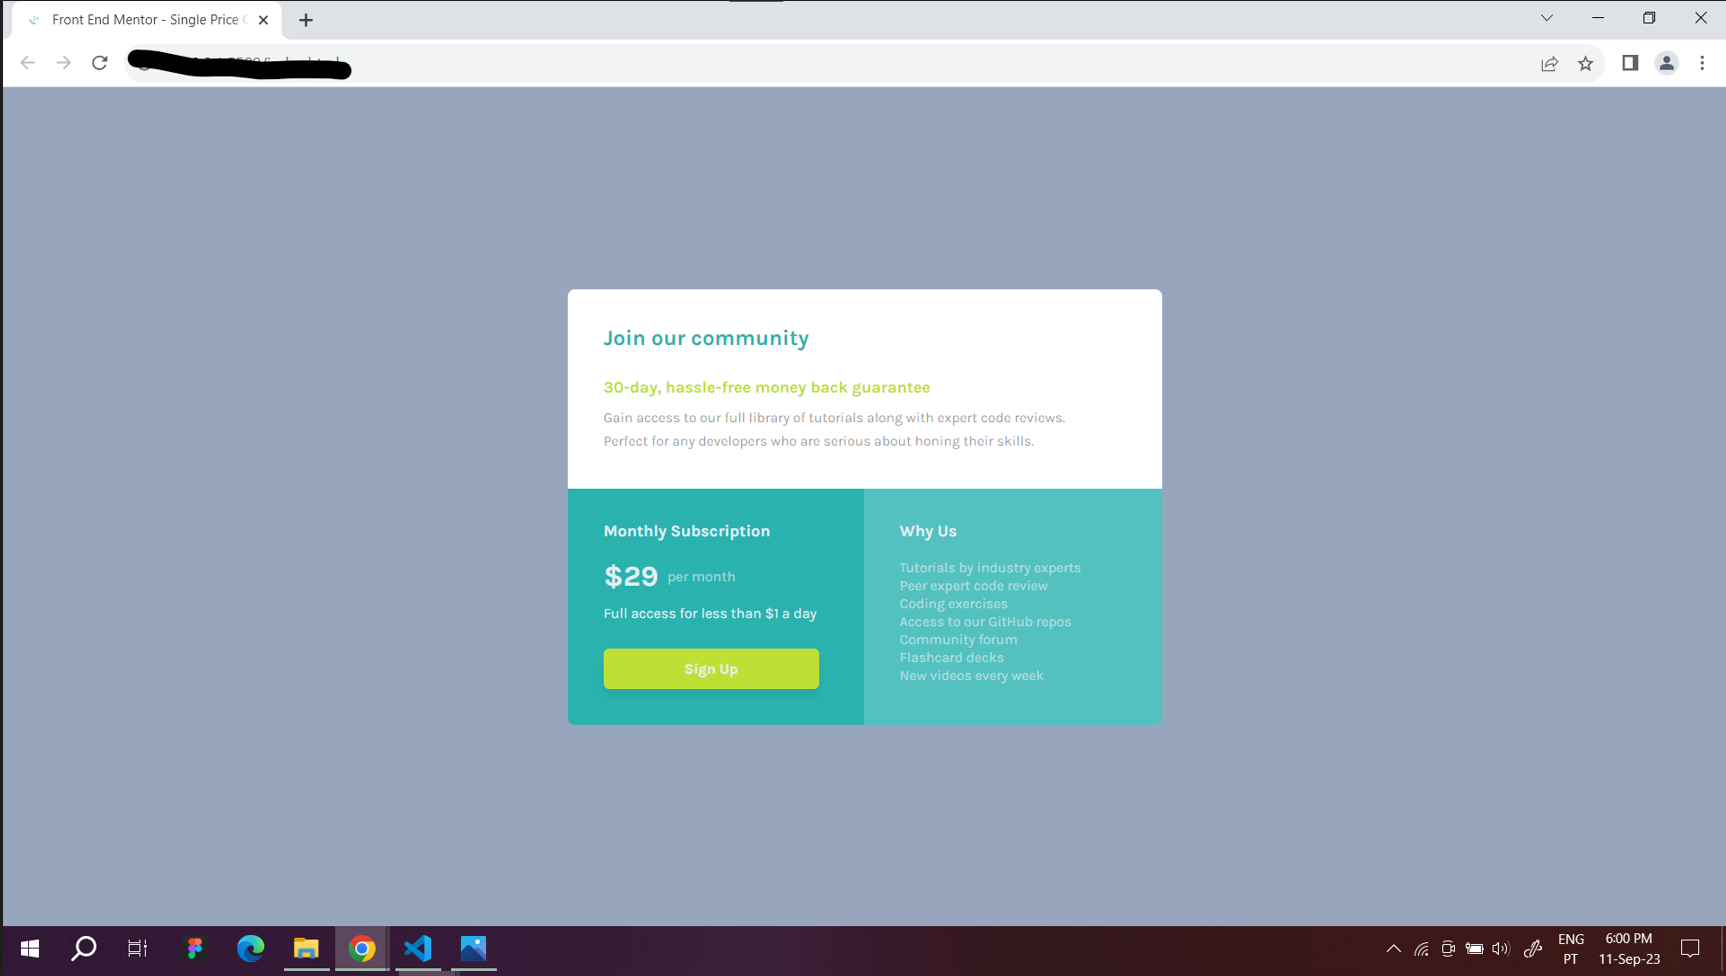 Front End Mentor - Single Price
Join our community
30-day, hassle-free money back guarantee
Gain access to our full library of tutorials along with expert code reviews.
Perfect for any developers who are serious about honing their skills.
Monthly Subscription
$29 per month
Full access for less than $1 a day
Sign Up
Why Us
Tutorials by industry experts
Peer expert code review
Coding exercises
Access to our GitHub repos
Community forum
Flashcard decks
New videos every week
ENG
PT
6:00 PM
11-Sep-23